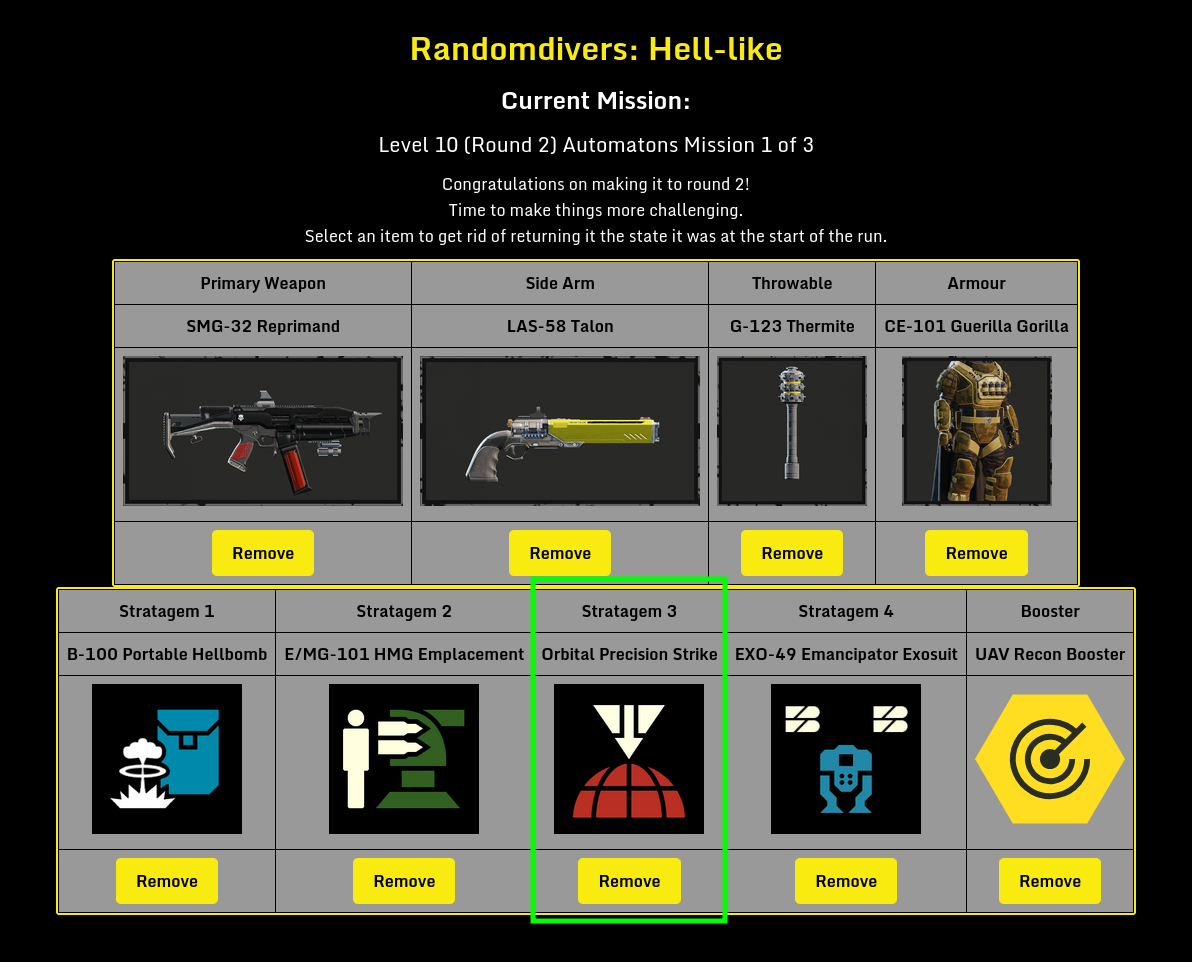 Randomdivers: Hell-like
Current Mission:
Level 10 (Round 2) Automatons Mission 1 of 3
Congratulations on making it to round 2!
Time to make things more challenging.
Select an item to get rid of returning it the state it was at the start of the run.
Primary Weapon Side Arm Throwable Armour
SMG-32 Reprimand LAS-58 Talon G-123 Thermite CE-101 Guerilla Gorilla
Remove Remove Remove Remove
Stratagem 1 Stratagem 2 Stratagem 3 Stratagem 4 Booster
B-100 Portable Hellbomb E/MG-101 HMG Emplacement Orbital Precision Strike EXO-49 Emancipator Exosuit UAV Recon Booster
Remove Remove Remove Remove Remove